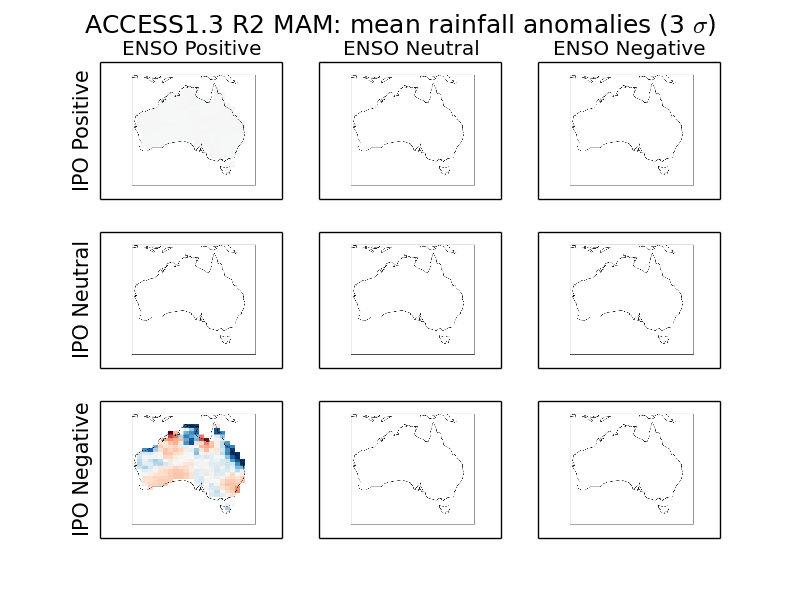 ACCESS1.3 R2 MAM: mean rainfall anomalies (3 σ)
ENSO Positive
ENSO Neutral
ENSO Negative
IPO Positive
IPO Neutral
IPO Negative